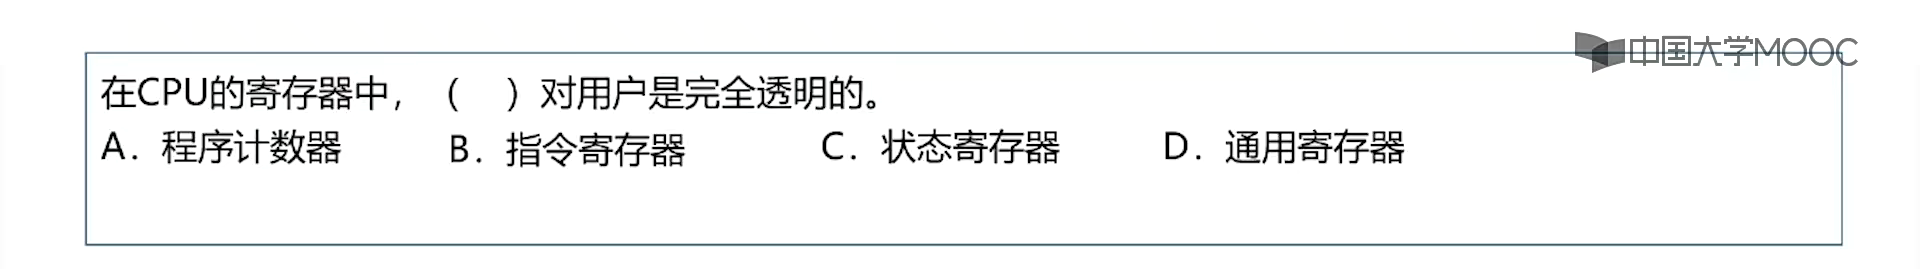 中国大学MOOC
在CPU的寄存器中，（　）对用户是完全透明的。
A. 程序计数器　B. 指令寄存器　C. 状态寄存器　D. 通用寄存器